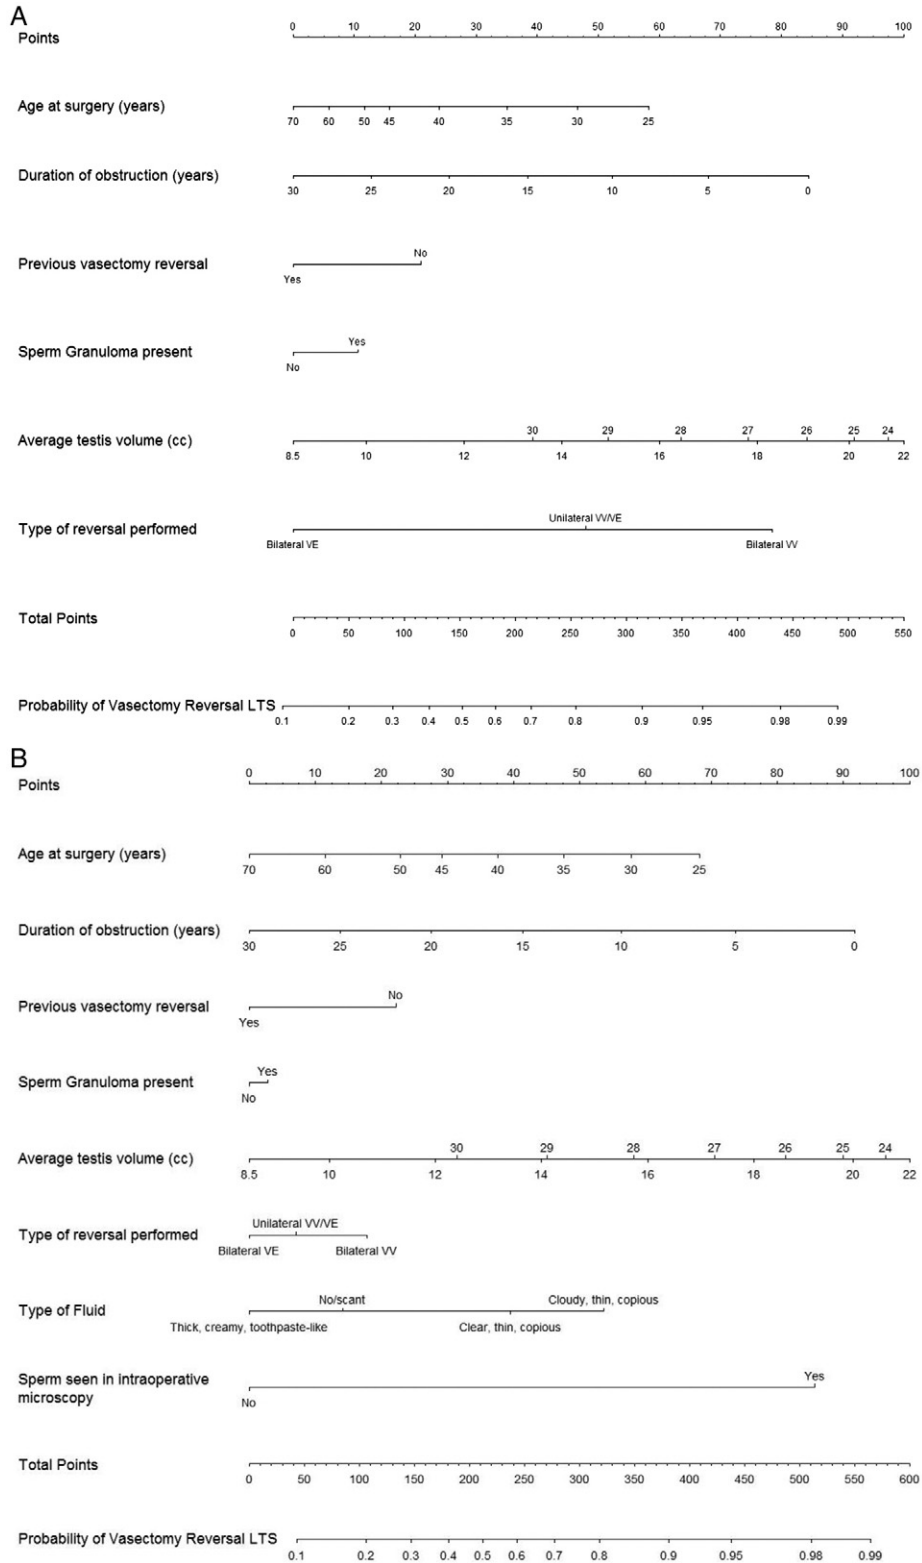 A
Points 0 10 20 30 40 50 60 70 80 90 100
Age at surgery (years)
70 60 50 45 40 35 30 25
Duration of obstruction (years)
30 25 20 15 10 5 0
No
Previous vasectomy reversal
Yes
Yes
Sperm Granuloma present
No
30 29 28 27 26 25 24
Average testis volume (cc)
8.5 10 12 14 16 18 20 22
Unilateral VV/VE
Type of reversal performed
Bilateral VE Bilateral VV
Total Points
0 50 100 150 200 250 300 350 400 450 500 550
Probability of Vasectomy Reversal LTS
0.1 0.2 0.3 0.4 0.5 0.6 0.7 0.8 0.9 0.95 0.98 0.99
B
0 10 20 30 40 50 60 70 80 90 100
Points
Age at surgery (years)
70 60 50 45 40 35 30 25
Duration of obstruction (years)
30 25 20 15 10 5 0
No
Previous vasectomy reversal
Yes
Yes
Sperm Granuloma present
No
30 29 28 27 26 25 24
Average testis volume (cc)
8.5 10 12 14 16 18 20 22
Unilateral VV/VE
Type of reversal performed
Bilateral VE Bilateral VV
No/scant Cloudy, thin, copious
Type of Fluid
Thick, creamy, toothpaste-like Clear, thin, copious
Yes
Sperm seen in intraoperative
microscopy
No
Total Points
0 50 100 150 200 250 300 350 400 450 500 550 600
Probability of Vasectomy Reversal LTS
0.1 0.2 0.3 0.4 0.5 0.6 0.7 0.8 0.9 0.95 0.98 0.99